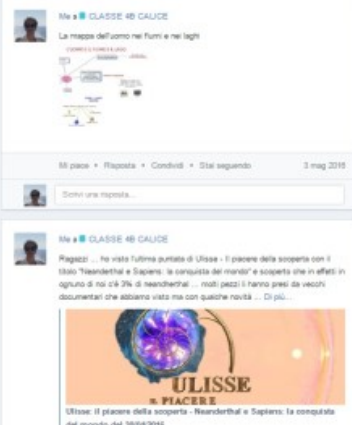 Me a CLASSE 4B CALICE
La mappa dell'uomo nei fiumi e nei laghi
Mi piace • Risposta • Condividi • Stai seguendo 3 mag 2016
Scrivi una risposta...
Me a CLASSE 4B CALICE
Ragazzi ... ho visto l'ultima puntata di Ulisse - Il piacere della scoperta con il
titolo "Neanderthal e Sapiens: la conquista del mondo" e scoperto che in effetti in
ognuno di noi c'è 3% di neandherthal ... molti pezzi li hanno presi da vecchi
documentari che abbiamo visto ma con qualche novità ... Di più...
ULISSE
IL PIACERE
Ulisse: il piacere della scoperta - Neanderthal e Sapiens: la conquista
del mondo del